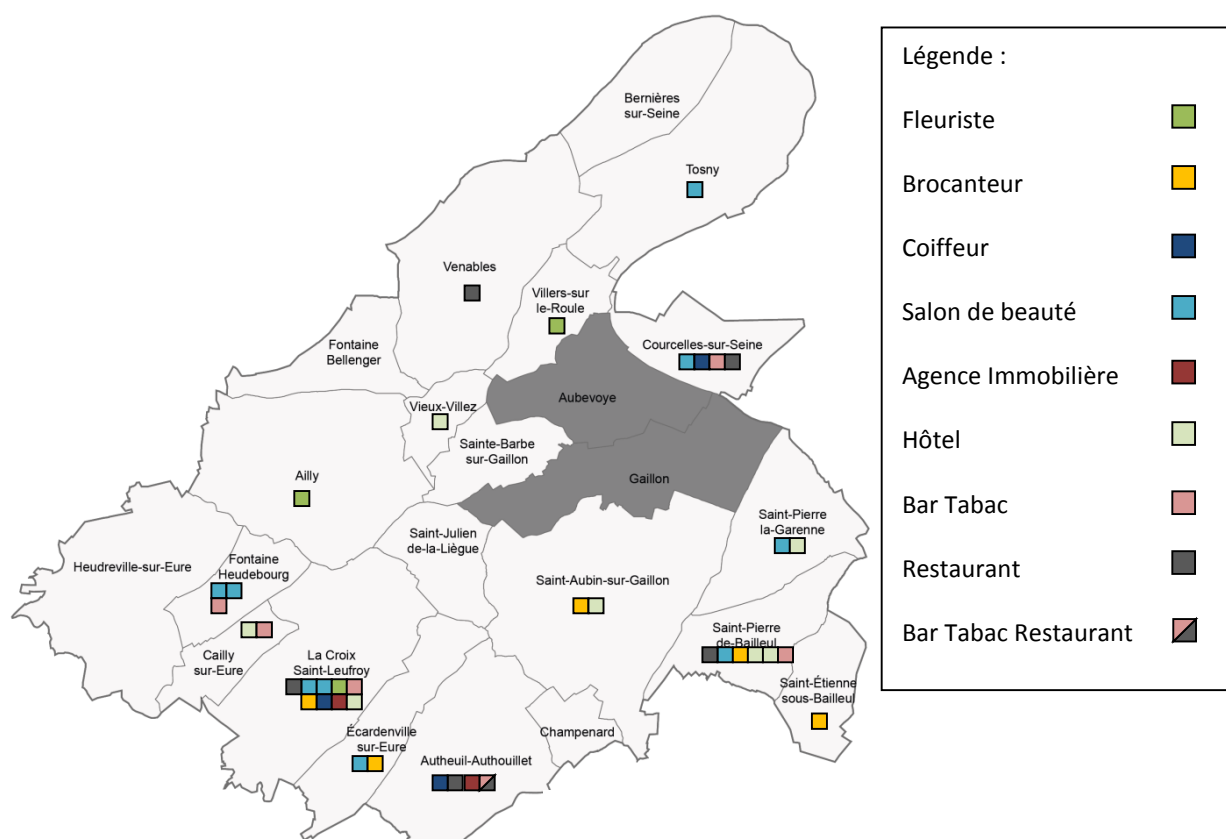 Bernières
sur-Seine
Tosny
Venables
Villers-sur
le-Roule
Fontaine
Bellenger
Courcelles-sur-Seine
Aubevoye
Vieux-Villez
Sainte-Barbe
sur-Gaillon
Gaillon
Ailly
Saint-Pierre
la-Garenne
Saint-Julien
de-la-Liègue
Heudreville-sur-Eure
Fontaine
Heudebourg
Saint-Aubin-sur-Gaillon
Cailly
sur-Eure
La Croix
Saint-Leufroy
Saint-Pierre
de-Bailleul
Saint-Étienne
sous-Bailleul
Écardenville
sur-Eure
Champenard
Autheuil-Authouillet
Légende :
Fleuriste
Brocanteur
Coiffeur
Salon de beauté
Agence Immobilière
Hôtel
Bar Tabac
Restaurant
Bar Tabac Restaurant